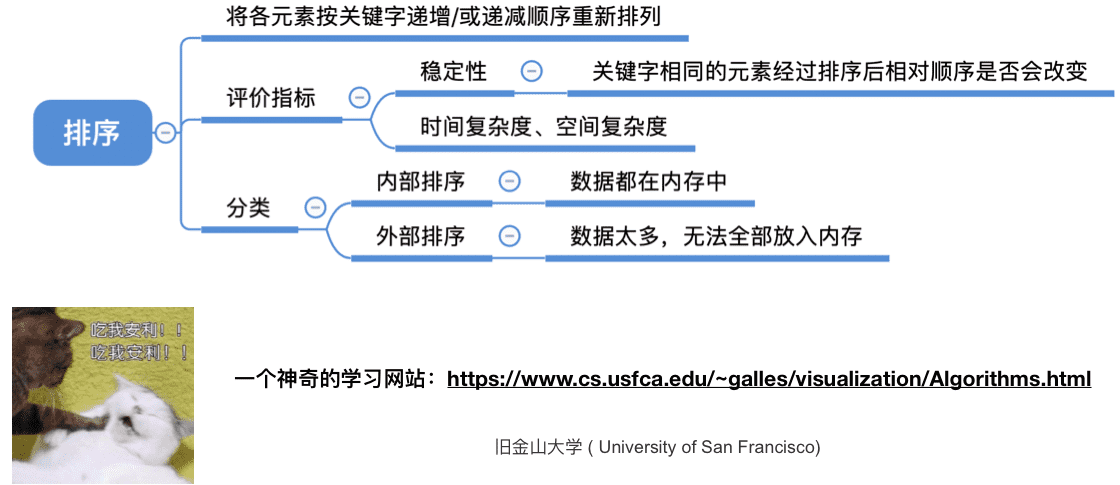 将各元素按关键字递增/或递减顺序重新排列
稳定性
关键字相同的元素经过排序后相对顺序是否会改变
评价指标
时间复杂度、空间复杂度
排序
内部排序
数据都在内存中
分类
外部排序
数据太多，无法全部放入内存
吃我安利！！
吃我安利！！
一个神奇的学习网站：https://www.cs.usfca.edu/~galles/visualization/Algorithms.html
旧金山大学 ( University of San Francisco)